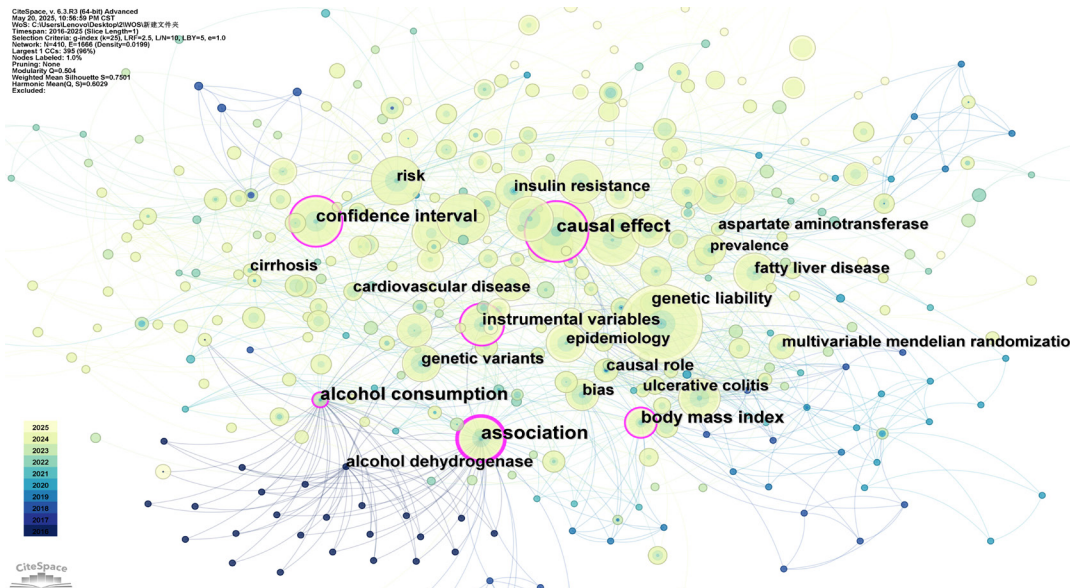 CiteSpace, v. 6.3.R3 (64-bit) Advanced
May 20, 2025, 10:56:59 PM CST
WoS: C:\Users\Lenovo\Desktop\2\WOS\新建文件夹
Timespan: 2016-2025 (Slice Length=1)
Selection Criteria: g-index (k=25), LRF=2.5, L/N=10, LBY=5, e=1.0
Network: N=410, E=1666 (Density=0.0199)
Largest 1 CCs: 395 (96%)
Nodes Labeled: 1.0%
Pruning: None
Modularity Q=0.504
Weighted Mean Silhouette S=0.7501
Harmonic Mean(Q, S)=0.6029
Excluded:
risk
insulin resistance
confidence interval
causal effect
aspartate aminotransferase
prevalence
cirrhosis
fatty liver disease
cardiovascular disease
genetic liability
instrumental variables
epidemiology
multivariable mendelian randomizatio
genetic variants
causal role
ulcerative colitis
bias
alcohol consumption
body mass index
association
alcohol dehydrogenase
2025
2024
2023
2022
2021
2020
2019
2018
2017
2016
CiteSpace